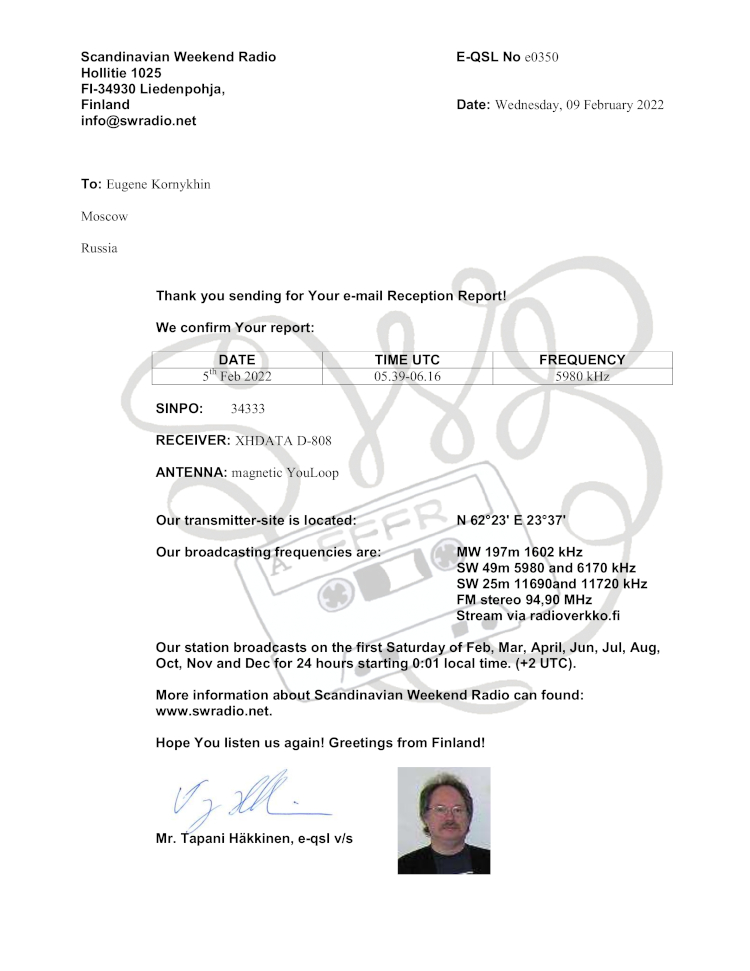 Scandinavian Weekend Radio
Hollitie 1025
FI-34930 Liedenpohja,
Finland
info@swradio.net
E-QSL No e0350
Date: Wednesday, 09 February 2022
To: Eugene Kornykhin
Moscow
Russia
Thank you sending for Your e-mail Reception Report!
We confirm Your report:
DATE TIME UTC FREQUENCY
5th Feb 2022 05.39-06.16 5980 kHz
SINPO: 34333
RECEIVER: XHDATA D-808
ANTENNA: magnetic YouLoop
Our transmitter-site is located: N 62°23' E 23°37'
Our broadcasting frequencies are: MW 197m 1602 kHz
SW 49m 5980 and 6170 kHz
SW 25m 11690and 11720 kHz
FM stereo 94,90 MHz
Stream via radioverkko.fi
Our station broadcasts on the first Saturday of Feb, Mar, April, Jun, Jul, Aug,
Oct, Nov and Dec for 24 hours starting 0:01 local time. (+2 UTC).
More information about Scandinavian Weekend Radio can found:
www.swradio.net.
Hope You listen us again! Greetings from Finland!
Mr. Tapani Häkkinen, e-qsl v/s